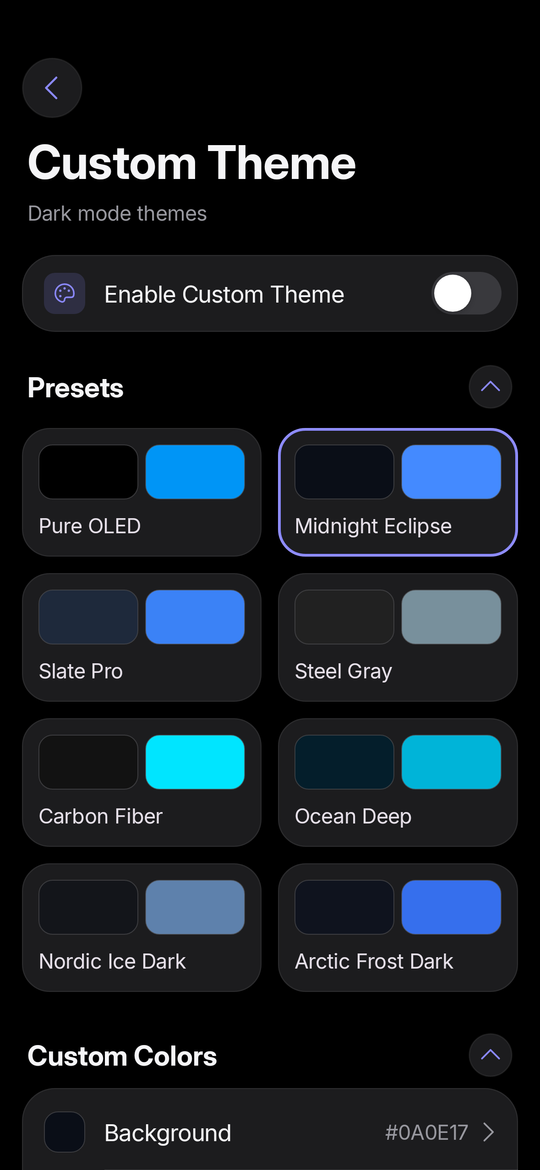 Custom Theme
Dark mode themes
Enable Custom Theme
Presets
Pure OLED
Midnight Eclipse
Slate Pro
Steel Gray
Carbon Fiber
Ocean Deep
Nordic Ice Dark
Arctic Frost Dark
Custom Colors
Background #0A0E17